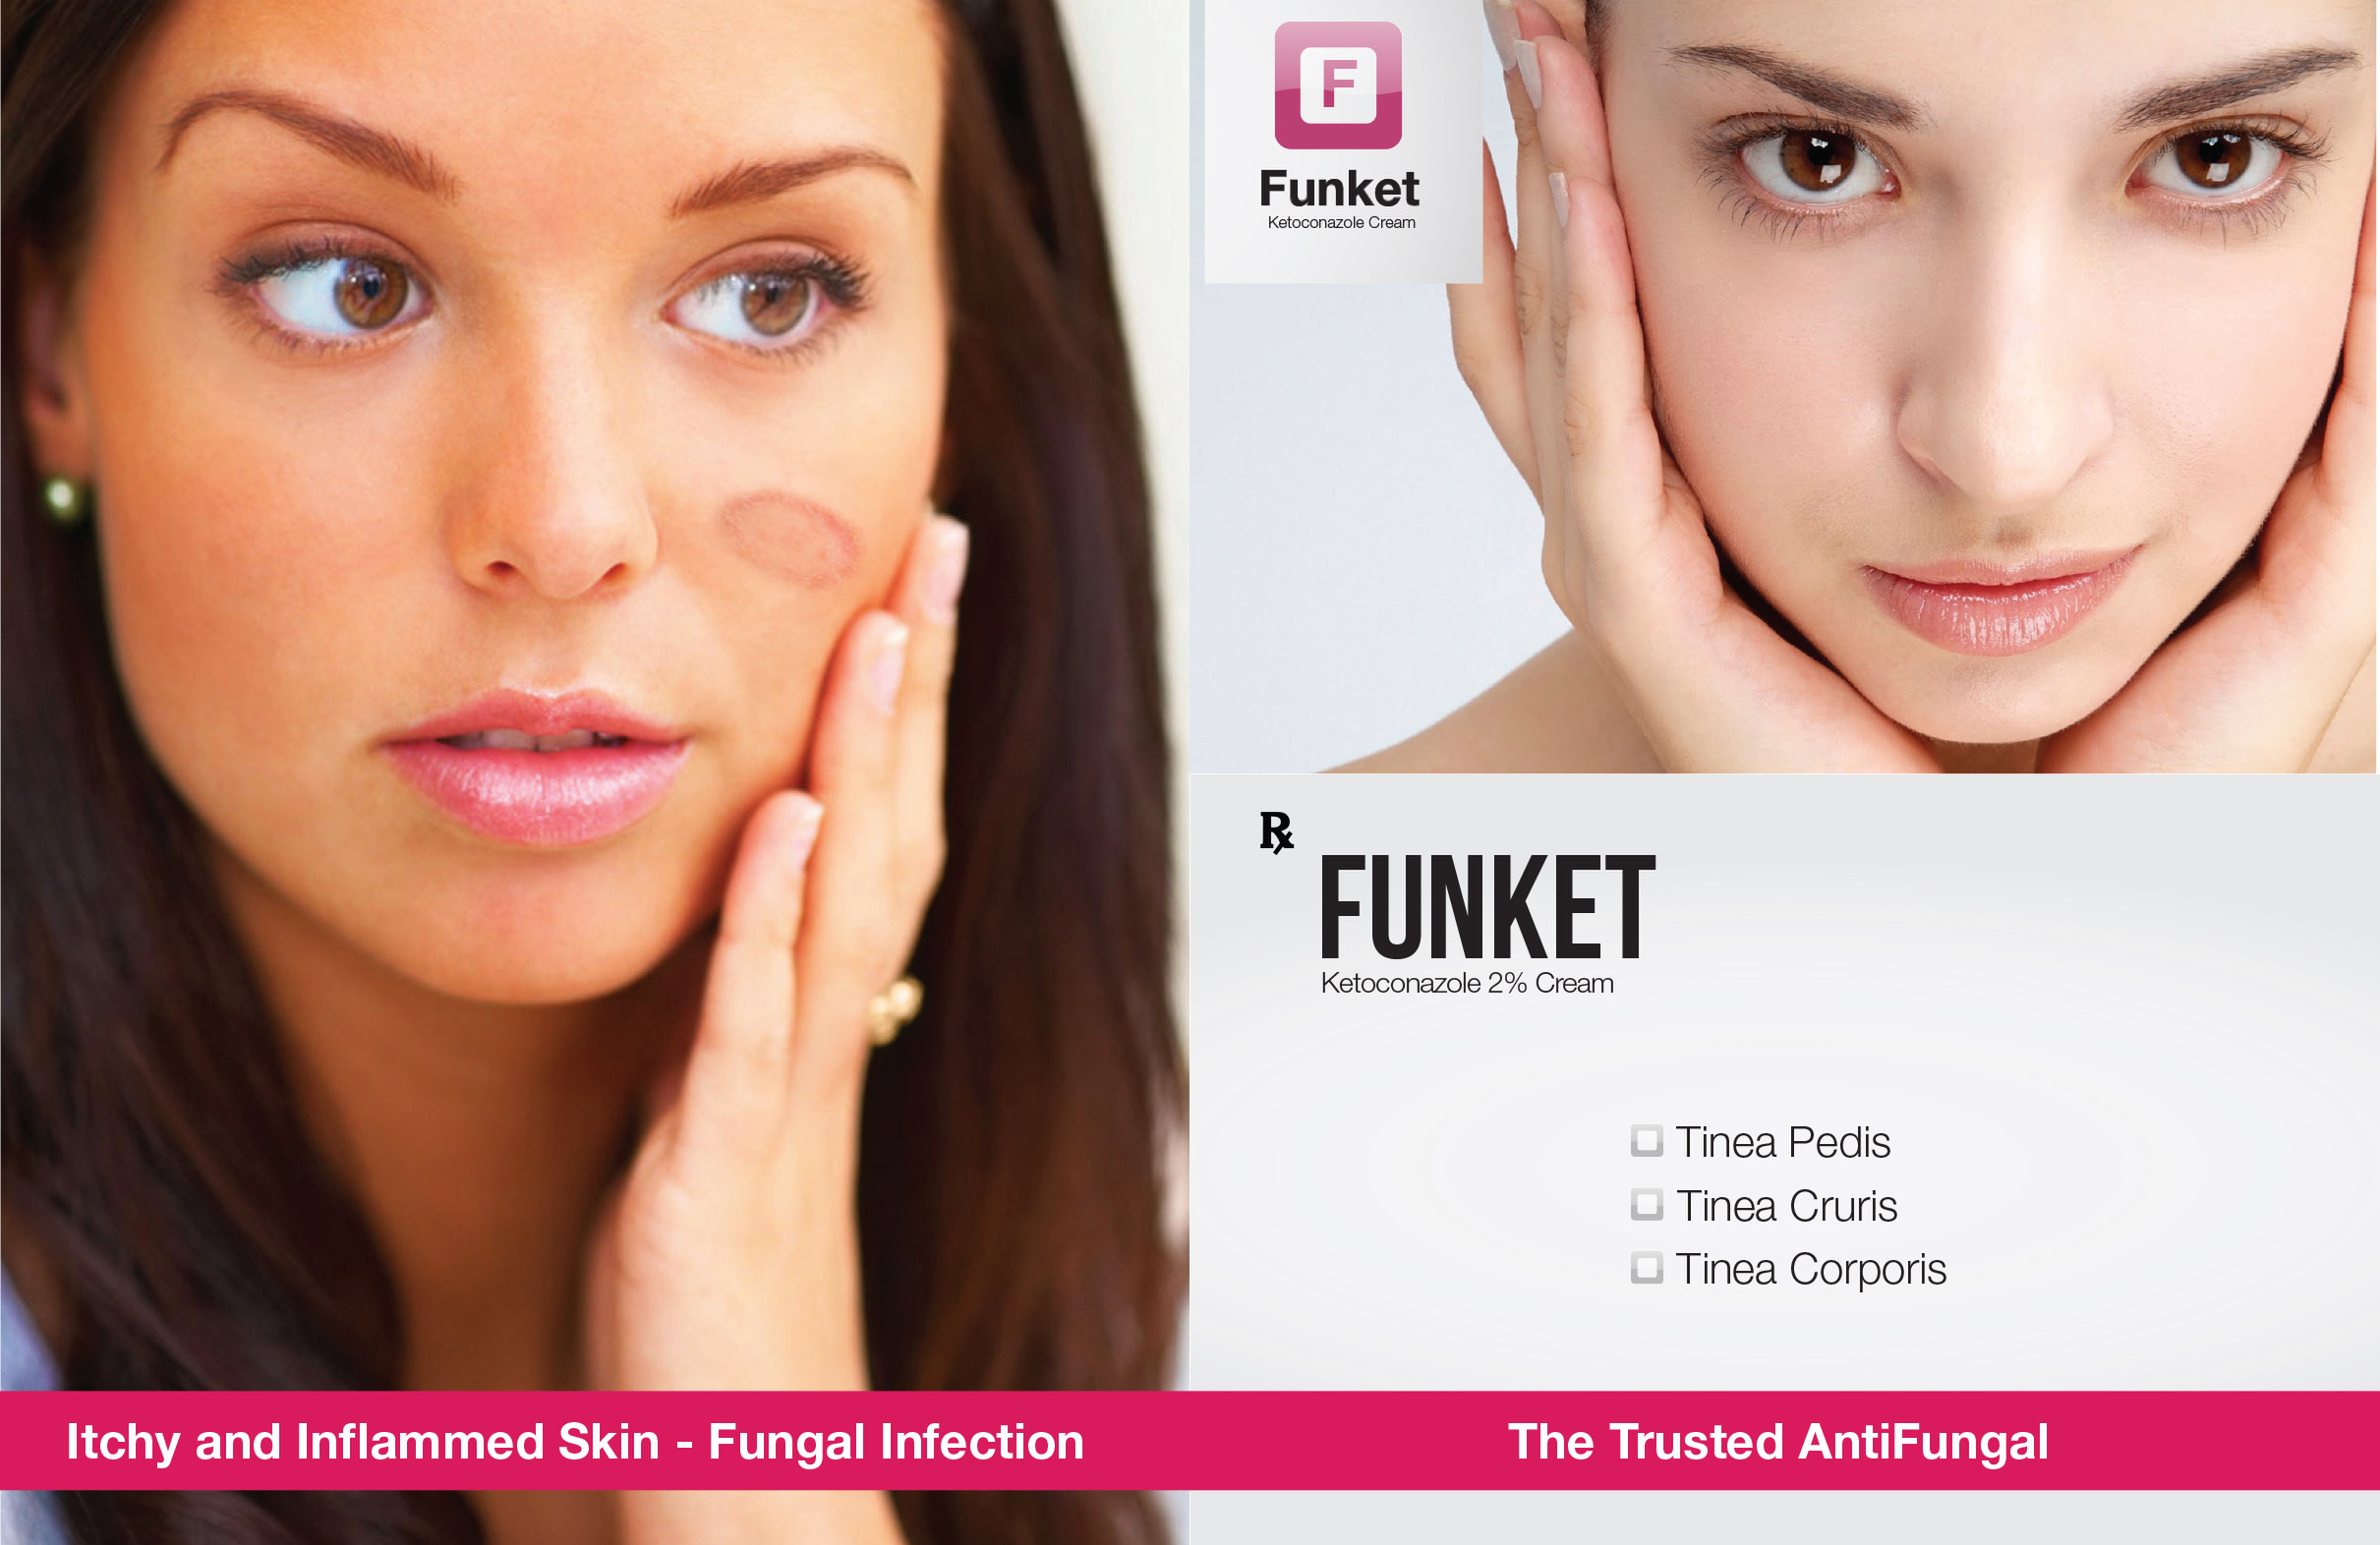 F
Funket
Ketoconazole Cream
℞
FUNKET
Ketoconazole 2% Cream
Tinea Pedis
Tinea Cruris
Tinea Corporis
Itchy and Inflammed Skin - Fungal Infection
The Trusted AntiFungal